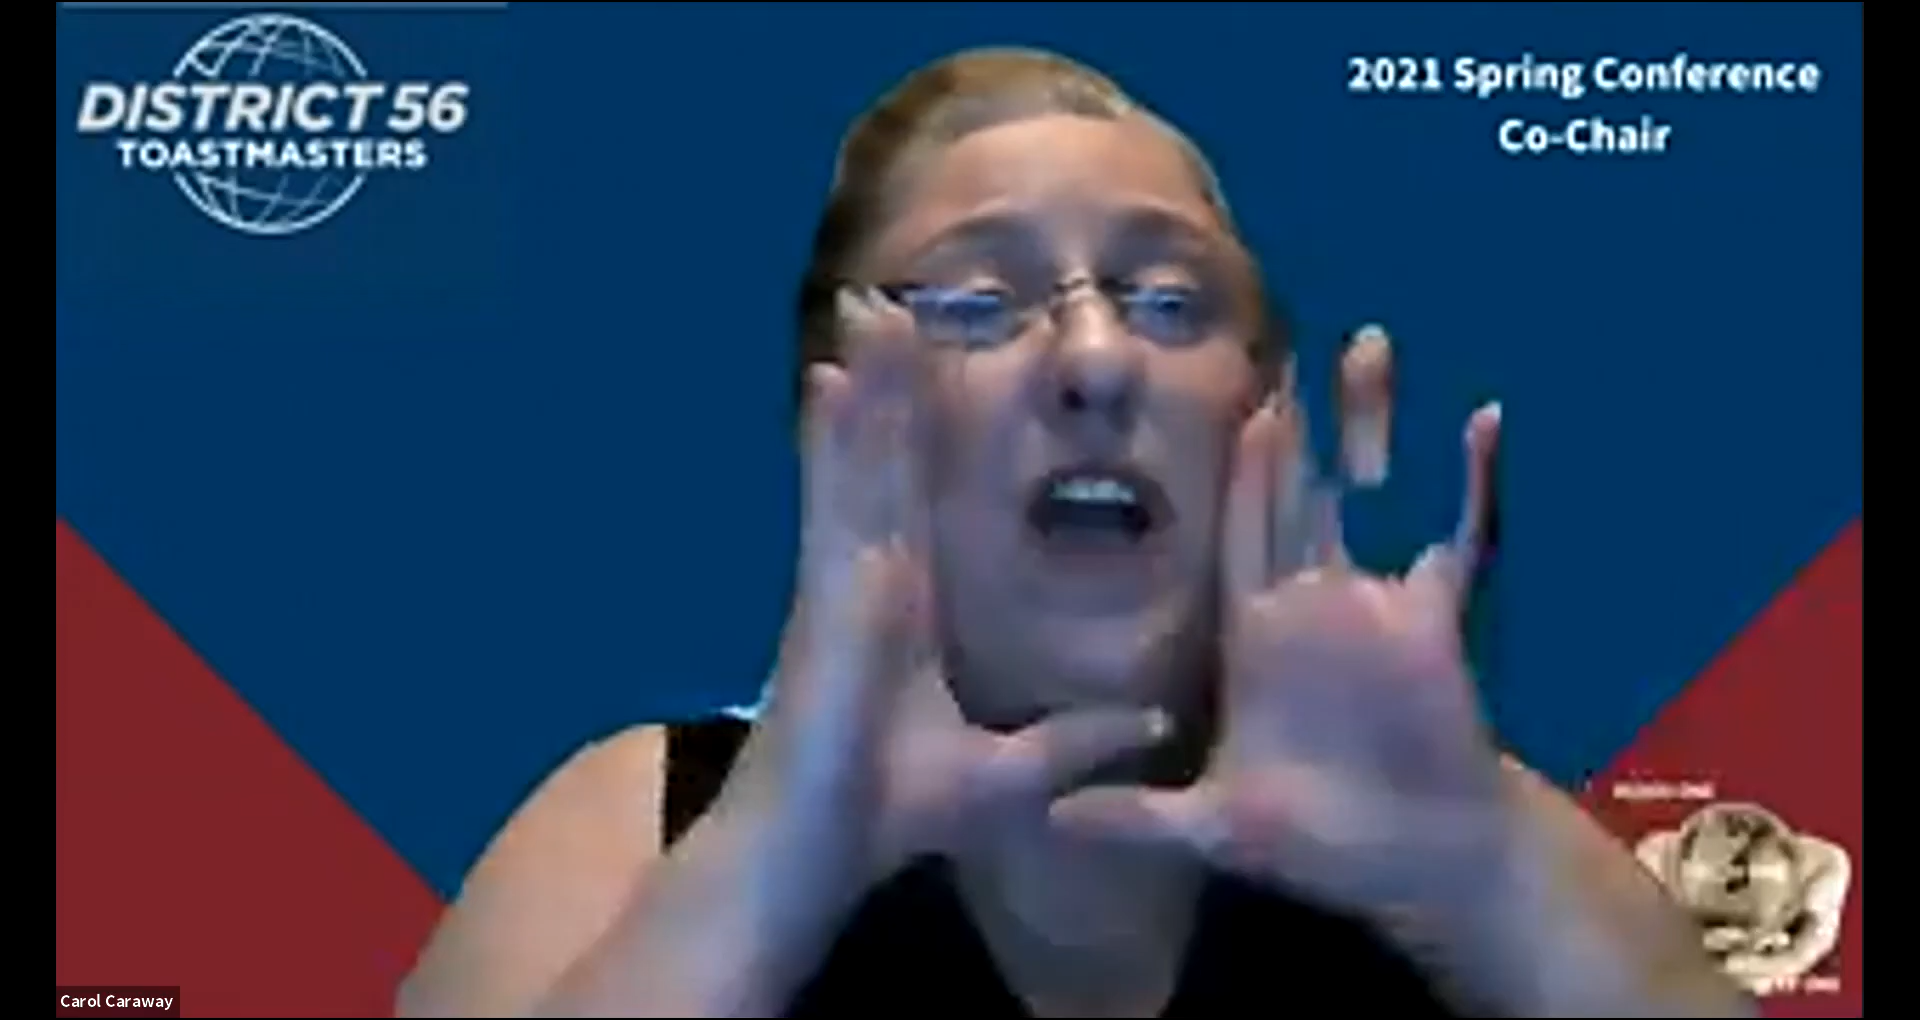 DISTRICT 56
TOASTMASTERS
2021 Spring Conference
Co-Chair
Carol Caraway